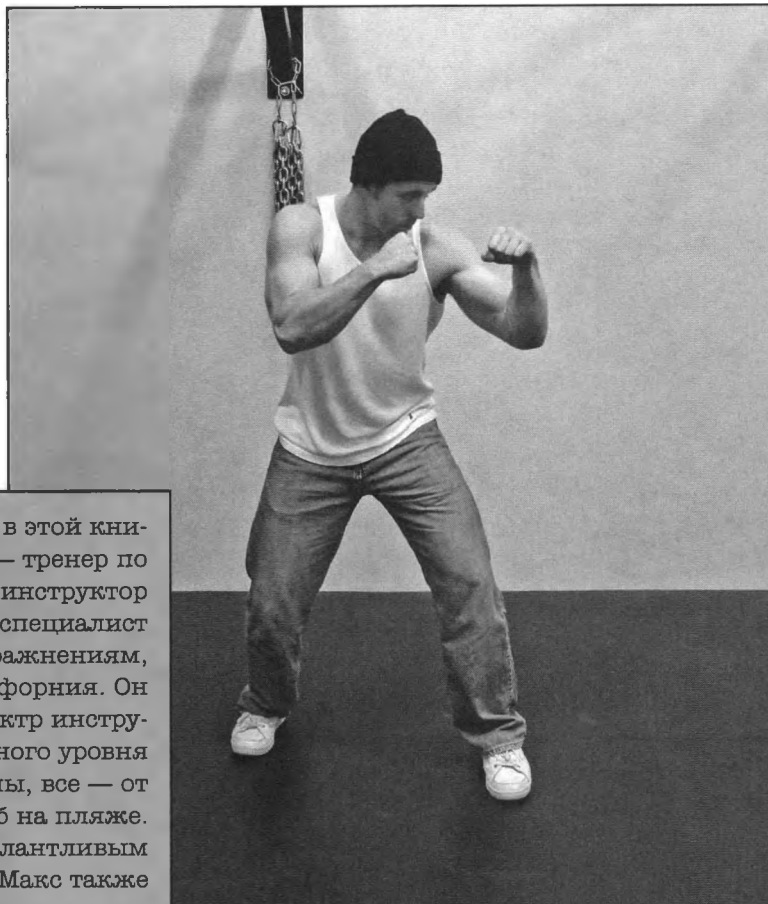 в этой кни-
— тренер по
инструктор
специалист
ражнениям,
форния. Он
ктр инстру-
ного уровня
ны, все — от
б на пляже.
лантливым
Макс также